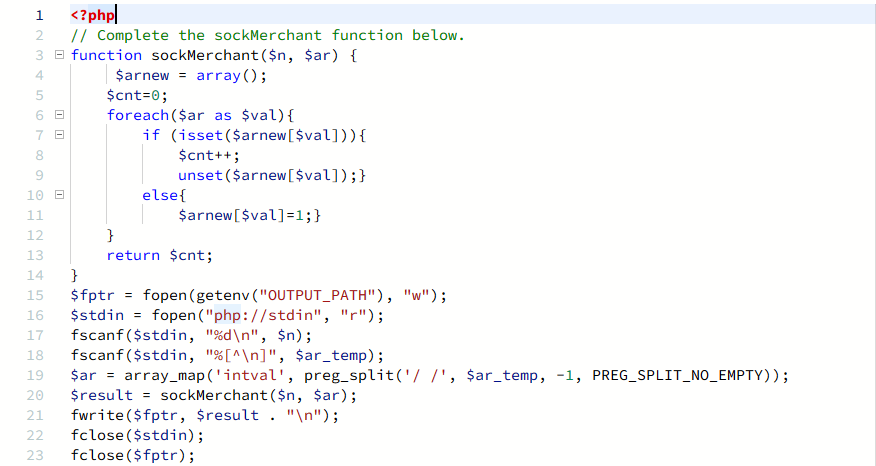 1 <?php
2 // Complete the sockMerchant function below.
3 function sockMerchant($n, $ar) {
4 $arnew = array();
5 $cnt=0;
6 foreach($ar as $val){
7 if (isset($arnew[$val])){
8 $cnt++;
9 unset($arnew[$val]);}
10 else{
11 $arnew[$val]=1;}
12 }
13 return $cnt;
14 }
15 $fptr = fopen(getenv("OUTPUT_PATH"), "w");
16 $stdin = fopen("php://stdin", "r");
17 fscanf($stdin, "%d\n", $n);
18 fscanf($stdin, "%[^\n]", $ar_temp);
19 $ar = array_map('intval', preg_split('/ /', $ar_temp, -1, PREG_SPLIT_NO_EMPTY));
20 $result = sockMerchant($n, $ar);
21 fwrite($fptr, $result . "\n");
22 fclose($stdin);
23 fclose($fptr);